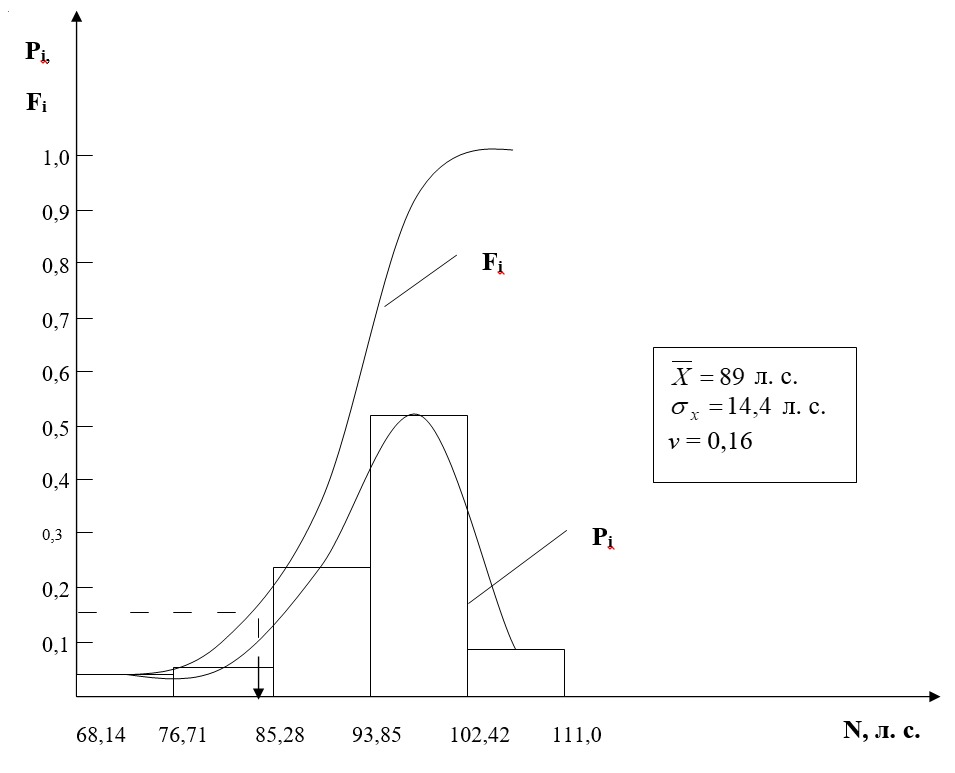 Pi,
Fi
1,0
0,9
0,8
Fi
0,7
0,6
X = 89 л. с.
σx = 14,4 л. с.
ν = 0,16
0,5
0,4
0,3
Pi
0,2
0,1
68,14 76,71 85,28 93,85 102,42 111,0 N, л. с.